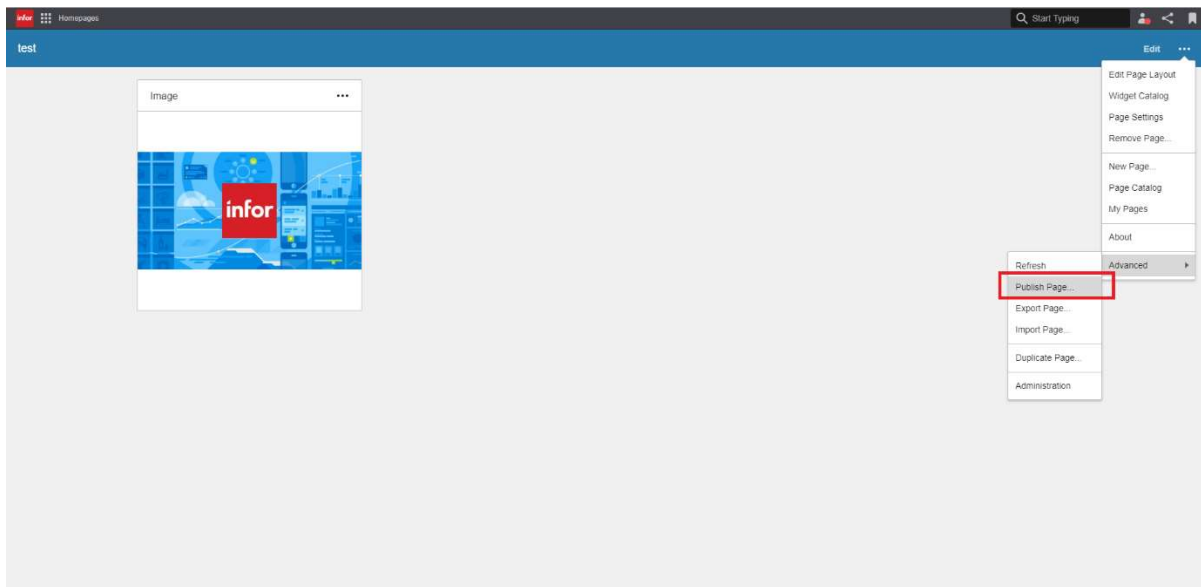 infor Homepages Start Typing
test Edit
Image
infor
Edit Page Layout
Widget Catalog
Page Settings
Remove Page...
New Page...
Page Catalog
My Pages
About
Advanced
Refresh
Publish Page...
Export Page...
Import Page...
Duplicate Page...
Administration